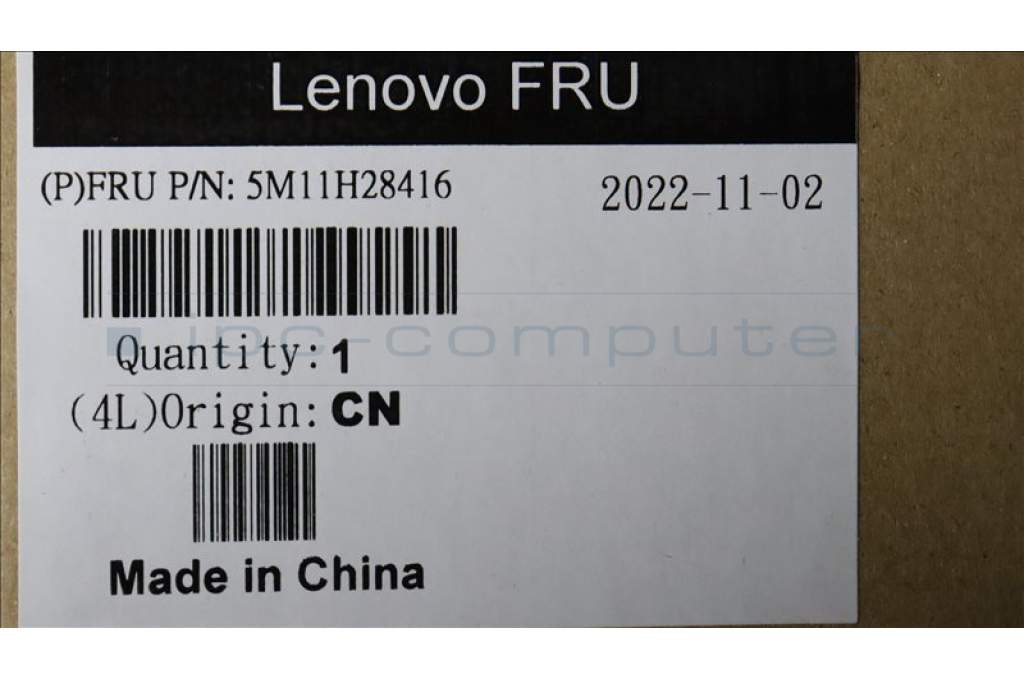 Lenovo FRU
(P)FRU P/N: 5M11H28416
2022-11-02
ipc-computer
Quantity: 1
(4L)Origin: CN
Made in China